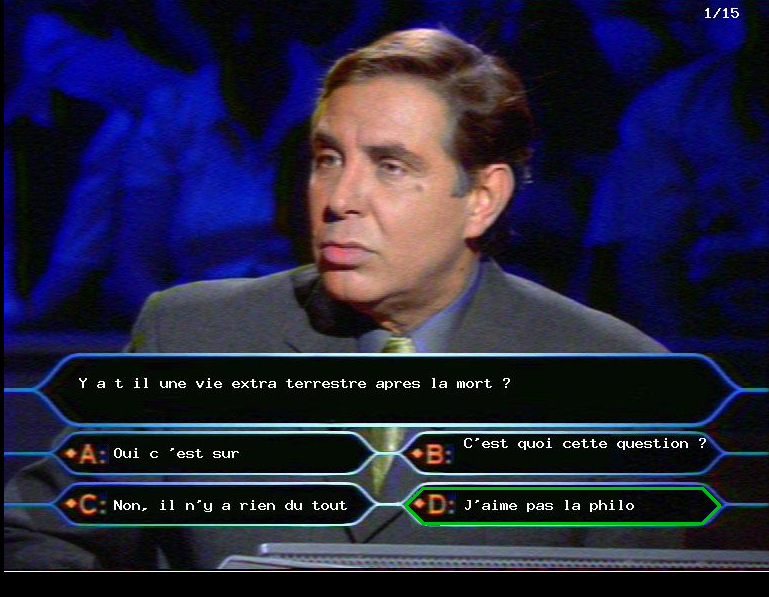 1/15
Y a t il une vie extra terrestre apres la mort ?
A: Oui c 'est sur
B: C'est quoi cette question ?
C: Non, il n'y a rien du tout
D: J'aime pas la philo